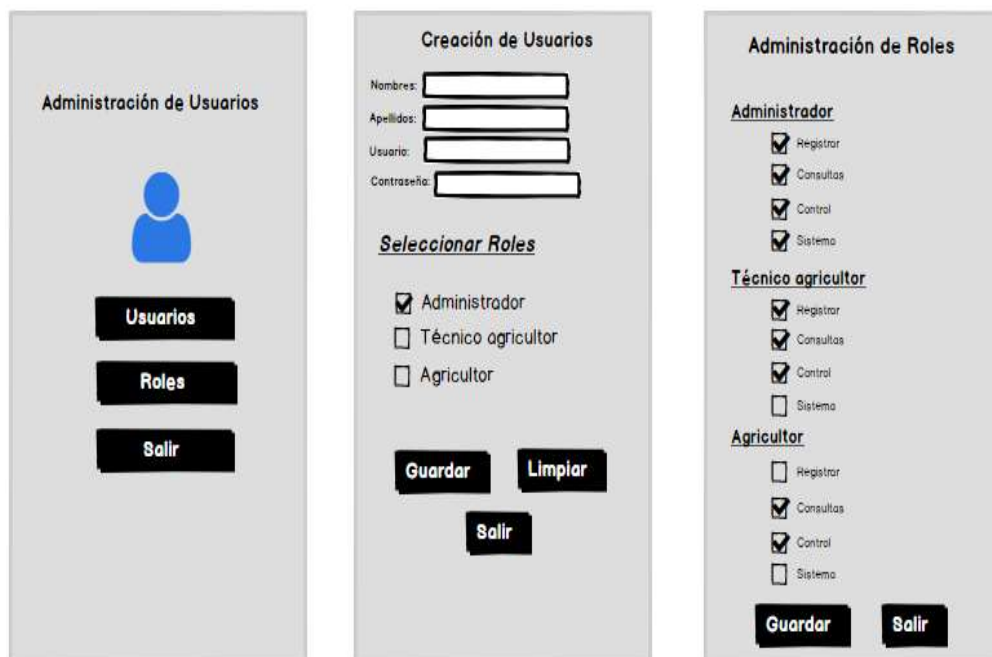 Administración de Usuarios
Usuarios
Roles
Salir
Creación de Usuarios
Nombres:
Apellidos:
Usuario:
Contraseña:
Seleccionar Roles
Administrador
Técnico agricultor
Agricultor
Guardar
Limpiar
Salir
Administración de Roles
Administrador
Registrar
Consultas
Control
Sistema
Técnico agricultor
Registrar
Consultas
Control
Sistema
Agricultor
Registrar
Consultas
Control
Sistema
Guardar
Salir